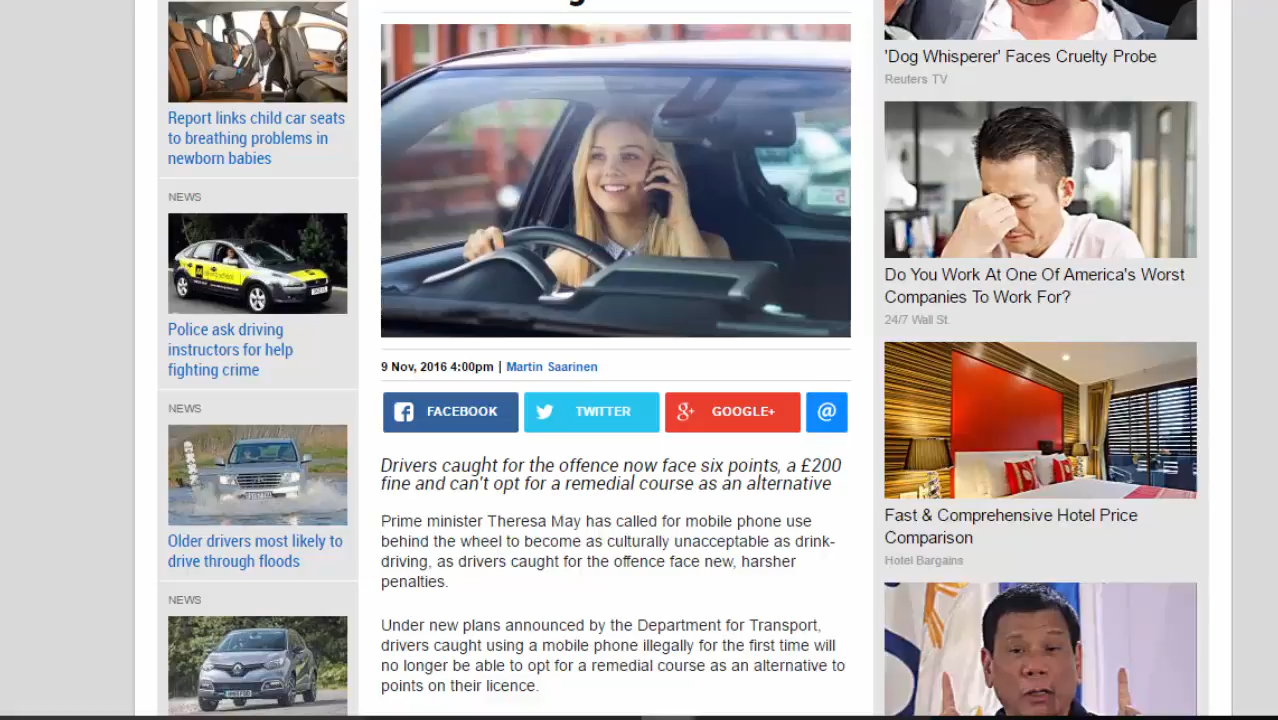 Report links child car seats
to breathing problems in
newborn babies
NEWS
Police ask driving
instructors for help
fighting crime
NEWS
Older drivers most likely to
drive through floods
NEWS
9 Nov, 2016 4:00pm | Martin Saarinen
FACEBOOK
TWITTER
GOOGLE+
@
Drivers caught for the offence now face six points, a £200
fine and can't opt for a remedial course as an alternative
Prime minister Theresa May has called for mobile phone use
behind the wheel to become as culturally unacceptable as drink-
driving, as drivers caught for the offence face new, harsher
penalties.
Under new plans announced by the Department for Transport,
drivers caught using a mobile phone illegally for the first time will
no longer be able to opt for a remedial course as an alternative to
points on their licence.
'Dog Whisperer' Faces Cruelty Probe
Reuters TV
Do You Work At One Of America's Worst
Companies To Work For?
24/7 Wall St.
Fast & Comprehensive Hotel Price
Comparison
Hotel Bargains